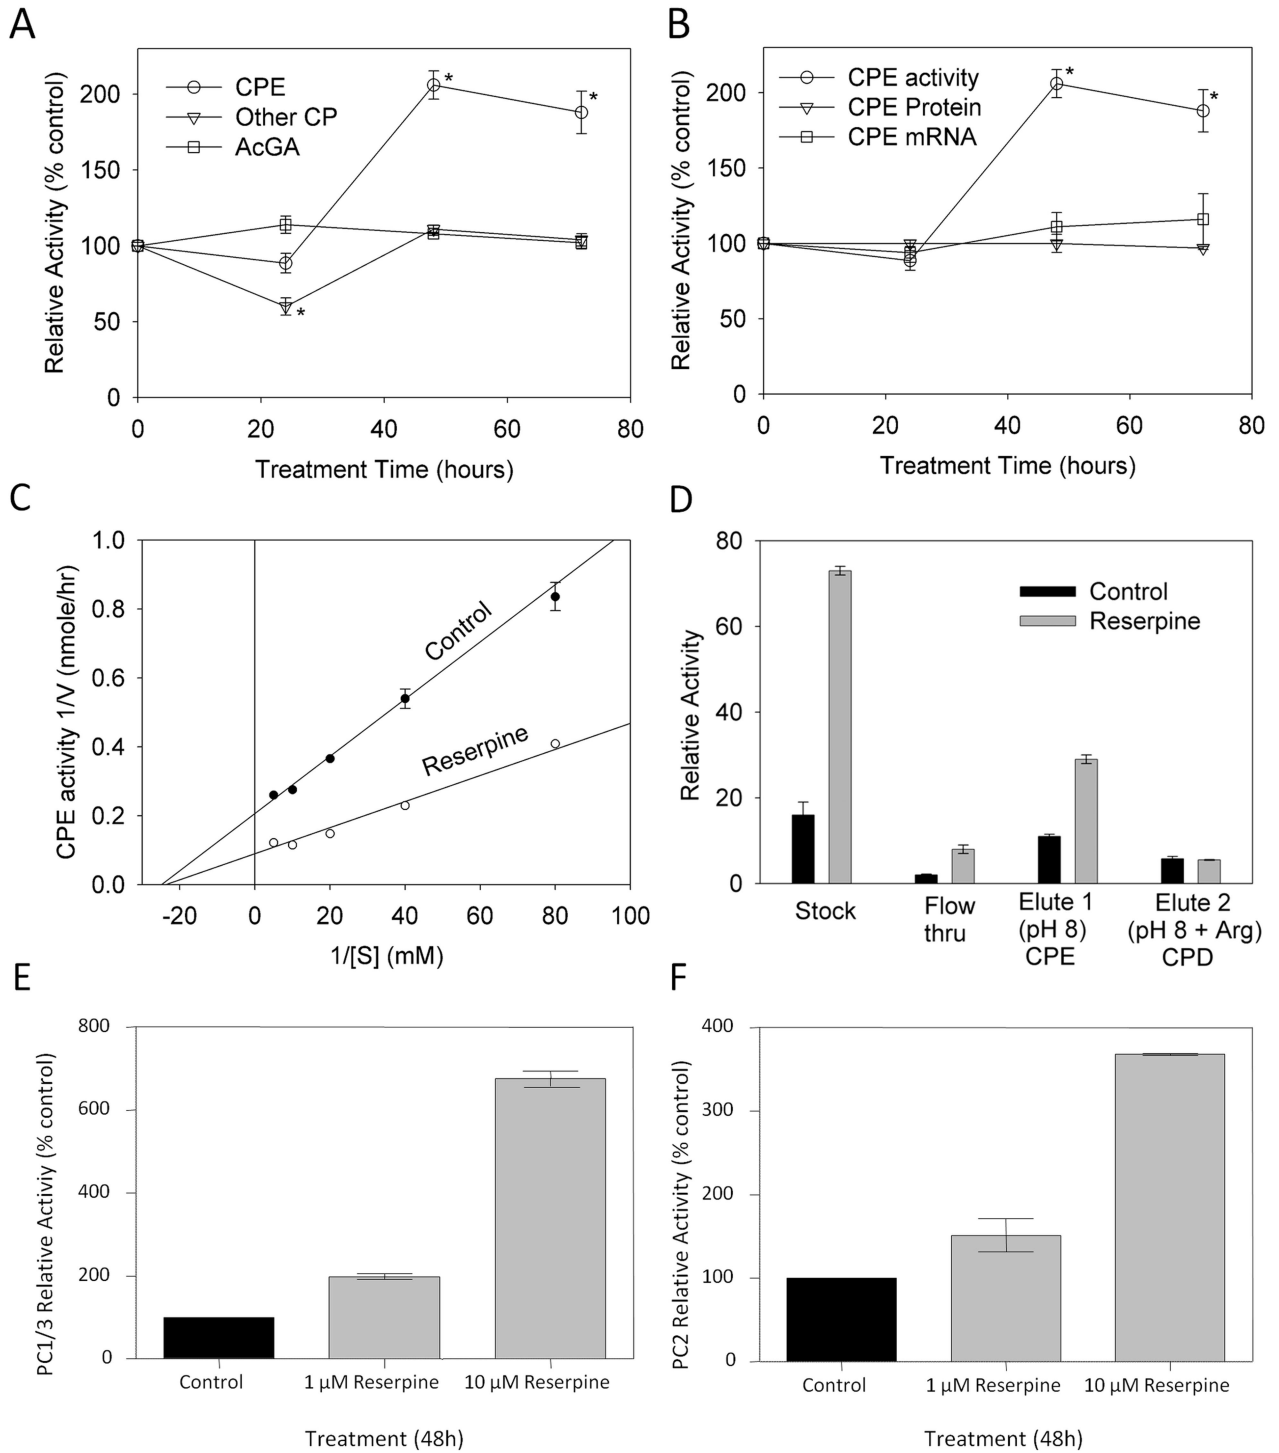 A
CPE
Other CP
AcGA
*
*
*
Relative Activity (% control)
200
150
100
50
0
0 20 40 60 80
Treatment Time (hours)
B
CPE activity
CPE Protein
CPE mRNA
*
*
Relative Activity (% control)
200
150
100
50
0
0 20 40 60 80
Treatment Time (hours)
C
CPE activity 1/V (nmole/hr)
1.0
0.8
0.6
0.4
0.2
0.0
Control
Reserpine
-20 0 20 40 60 80 100
1/[S] (mM)
D
Relative Activity
80
60
40
20
0
Control
Reserpine
Stock
Flow
thru
Elute 1
(pH 8)
CPE
Elute 2
(pH 8 + Arg)
CPD
E
PC1/3 Relative Activiy (% control)
800
600
400
200
0
Control 1 µM Reserpine 10 µM Reserpine
Treatment (48h)
F
PC2 Relative Activity (% control)
400
300
200
100
0
Control 1 µM Reserpine 10 µM Reserpine
Treatment (48h)